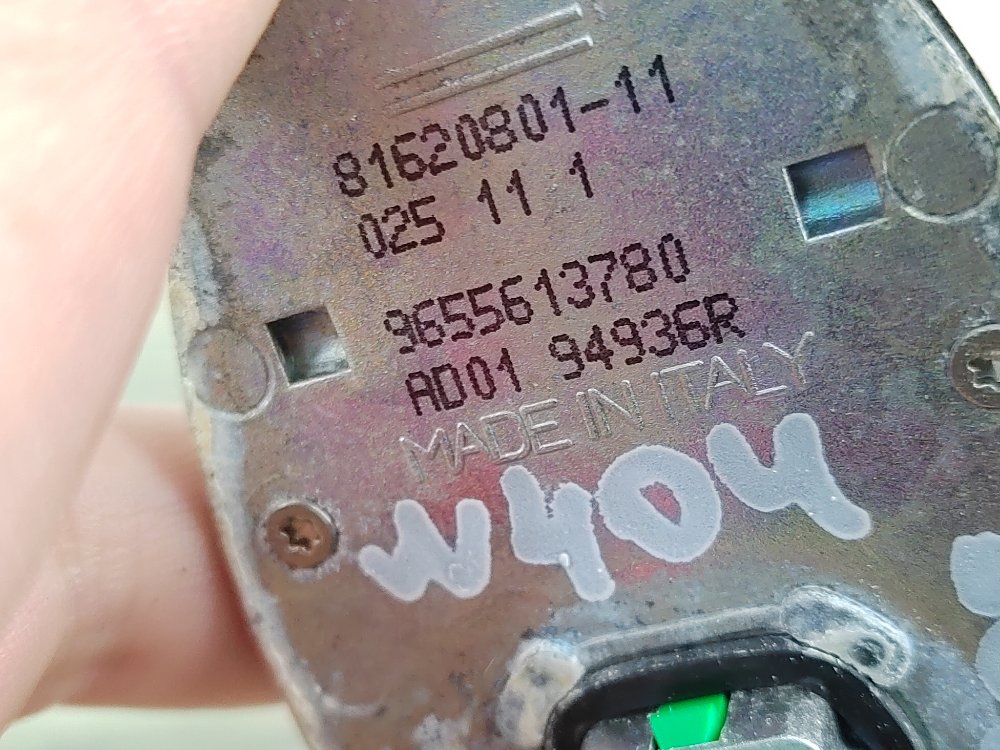 81620801-11
025 11 1
9655613780
AD01 94936R
MADE IN ITALY
W404